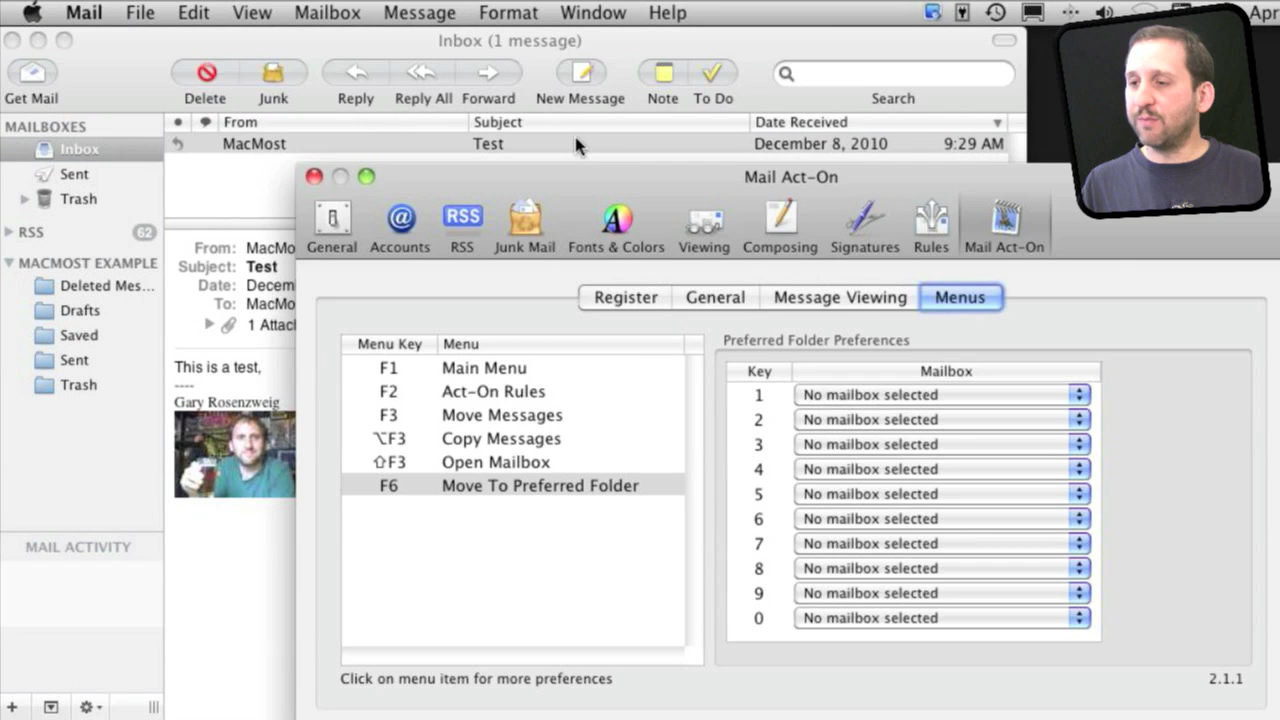 Mail File Edit View Mailbox Message Format Window Help Apr
Inbox (1 message)
Get Mail Delete Junk Reply Reply All Forward New Message Note To Do Search
MAILBOXES
Inbox
Sent
Trash
RSS 62
MACMOST EXAMPLE
Deleted Mes...
Drafts
Saved
Sent
Trash
MAIL ACTIVITY
From Subject Date Received
MacMost Test December 8, 2010 9:29 AM
From: MacMo
Subject: Test
Date: Decem
To: MacMo
1 Attac
This is a test,
----
Gary Rosenzweig
Mail Act-On
General Accounts RSS Junk Mail Fonts & Colors Viewing Composing Signatures Rules Mail Act-On
RSS
Register General Message Viewing Menus
Menu Key Menu
F1 Main Menu
F2 Act-On Rules
F3 Move Messages
⌥F3 Copy Messages
⇧F3 Open Mailbox
F6 Move To Preferred Folder
Preferred Folder Preferences
Key Mailbox
1 No mailbox selected
2 No mailbox selected
3 No mailbox selected
4 No mailbox selected
5 No mailbox selected
6 No mailbox selected
7 No mailbox selected
8 No mailbox selected
9 No mailbox selected
0 No mailbox selected
Click on menu item for more preferences 2.1.1